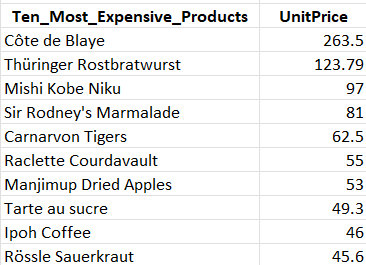 Ten_Most_Expensive_Products UnitPrice
Côte de Blaye 263.5
Thüringer Rostbratwurst 123.79
Mishi Kobe Niku 97
Sir Rodney's Marmalade 81
Carnarvon Tigers 62.5
Raclette Courdavault 55
Manjimup Dried Apples 53
Tarte au sucre 49.3
Ipoh Coffee 46
Rössle Sauerkraut 45.6